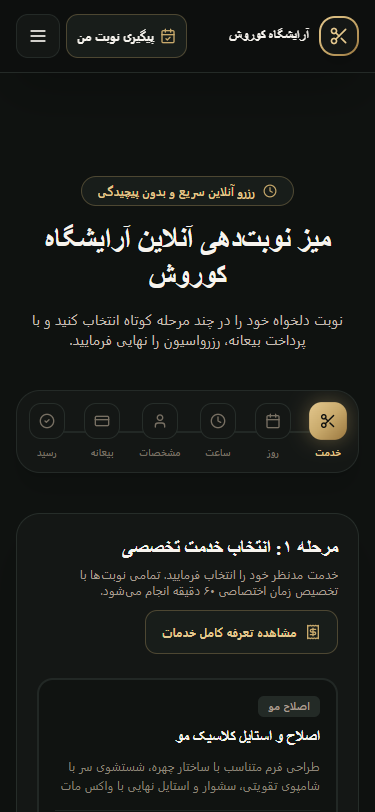 آرایشگاه کوروش
پیگیری نوبت من
رزرو آنلاین سریع و بدون پیچیدگی
میز نوبت‌دهی آنلاین آرایشگاه
کوروش
نوبت دلخواه خود را در چند مرحله کوتاه انتخاب کنید و با
پرداخت بیعانه، رزرواسیون را نهایی فرمایید.
خدمت
روز
ساعت
مشخصات
بیعانه
رسید
مرحله ۱: انتخاب خدمت تخصصی
خدمت مدنظر خود را انتخاب فرمایید. تمامی نوبت‌ها با
تخصیص زمان اختصاصی ۶۰ دقیقه انجام می‌شود.
مشاهده تعرفه کامل خدمات
اصلاح مو
اصلاح و استایل کلاسیک مو
طراحی فرم متناسب با ساختار چهره، شستشوی سر با
شامپوی تقویتی، سشوار و استایل نهایی با واکس مات